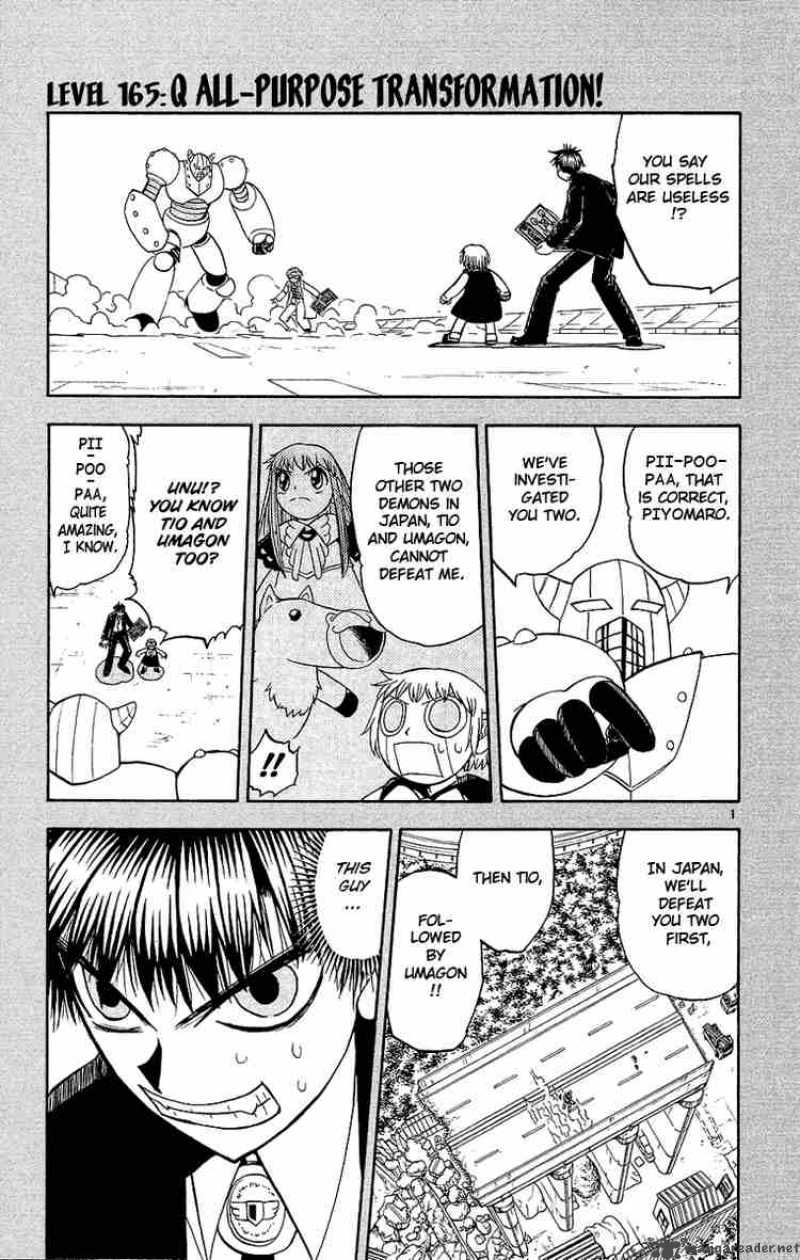 LEVEL 165: Q ALL-PURPOSE TRANSFORMATION!
YOU SAY
OUR SPELLS
ARE USELESS
!?
PII-POO-
PAA, THAT
IS CORRECT,
PIYOMARO.
WE'VE
INVESTI-
GATED
YOU TWO.
THOSE
OTHER TWO
DEMONS IN
JAPAN, TIO
AND UMAGON,
CANNOT
DEFEAT ME.
!!
UNU!?
YOU KNOW
TIO AND
UMAGON
TOO?
PII
-
POO
-
PAA,
QUITE
AMAZING,
I KNOW.
1
IN JAPAN,
WE'LL
DEFEAT
YOU TWO
FIRST,
THEN TIO,
FOL-
LOWED
BY
UMAGON
!!
THIS
GUY
...
mangareader.net